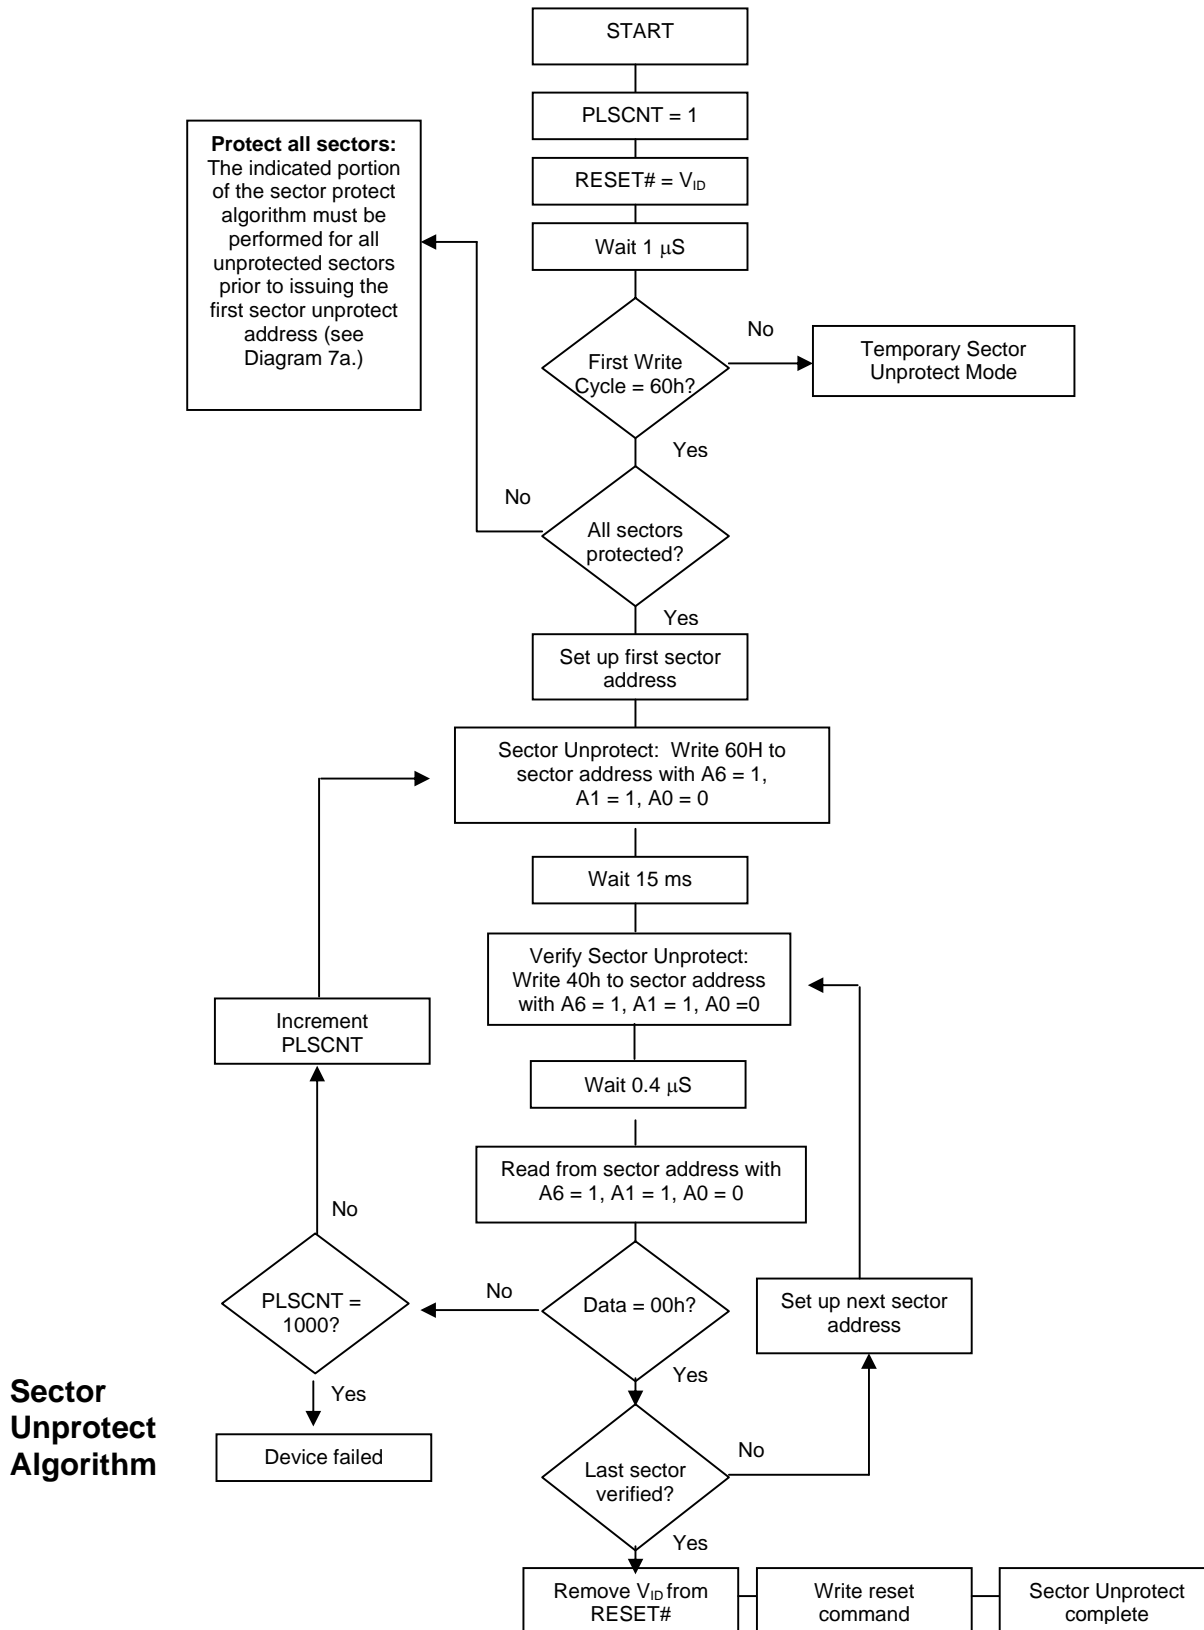 START
PLSCNT = 1
RESET# = VID
Wait 1 μS
Protect all sectors:
The indicated portion
of the sector protect
algorithm must be
performed for all
unprotected sectors
prior to issuing the
first sector unprotect
address (see
Diagram 7a.)
First Write
Cycle = 60h?
No
Temporary Sector
Unprotect Mode
Yes
No
All sectors
protected?
Yes
Set up first sector
address
Sector Unprotect:  Write 60H to
sector address with A6 = 1,
A1 = 1, A0 = 0
Wait 15 ms
Verify Sector Unprotect:
Write 40h to sector address
with A6 = 1, A1 = 1, A0 =0
Increment
PLSCNT
Wait 0.4 μS
Read from sector address with
A6 = 1, A1 = 1, A0 = 0
No
PLSCNT =
1000?
No
Data = 00h?
Set up next sector
address
Yes
Yes
Sector
Unprotect
Algorithm
Device failed
Last sector
verified?
No
Yes
Remove VID from
RESET#
Write reset
command
Sector Unprotect
complete